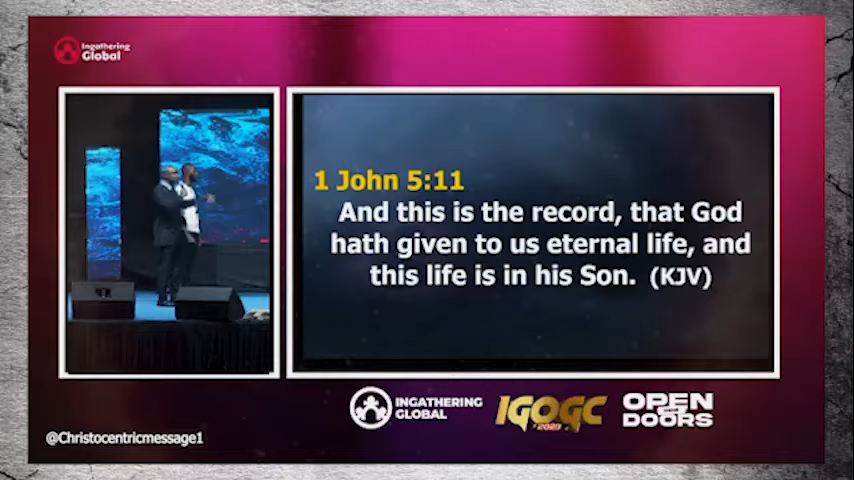 Ingathering
Global
1 John 5:11
And this is the record, that God
hath given to us eternal life, and
this life is in his Son. (KJV)
INGATHERING
GLOBAL
IGOGC
2023
OPEN
DOORS
@Christocentricmessage1